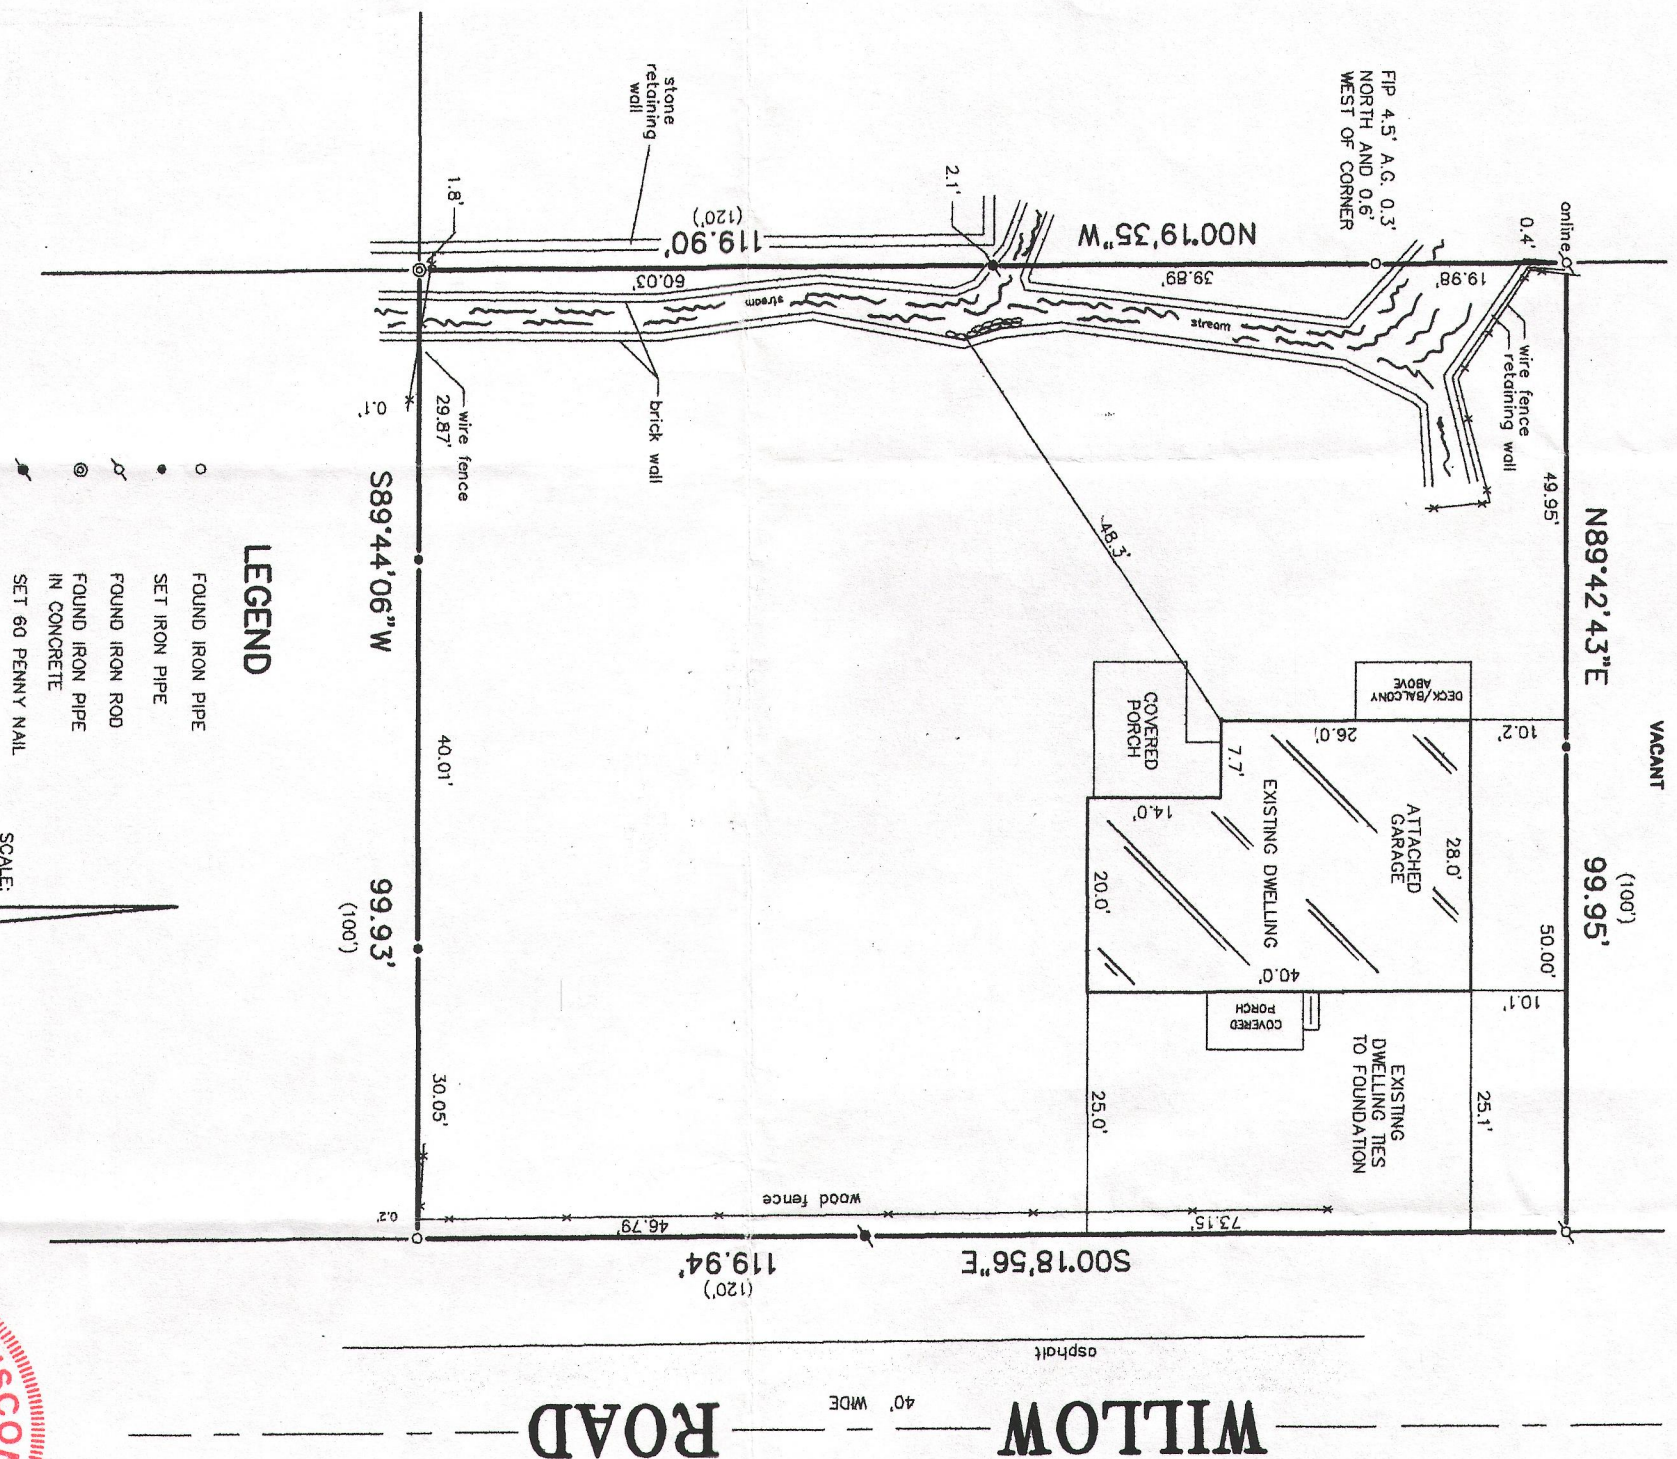 VACANT
N89°42'43"E
99.95'
(100')
49.95'
50.00'
online
0.4'
FIP 4.5' A.G. 0.3'
NORTH AND 0.6'
WEST OF CORNER
wire fence
retaining wall
19.98'
39.89'
N00°19'35"W
119.90'
(120')
60.03'
2.1'
stone
retaining
wall
1.8'
stream
stream
brick wall
wire fence
29.87'
0.1'
48.3'
10.2'
10.1'
DECK/BALCONY
ABOVE
26.0'
28.0'
ATTACHED
GARAGE
EXISTING DWELLING
7.7'
COVERED
PORCH
14.0'
20.0'
40.0'
COVERED
PORCH
EXISTING
DWELLING TIES
TO FOUNDATION
25.1'
25.0'
S89°44'06"W
99.93'
(100')
40.01'
30.05'
0.2'
wood fence
46.79'
73.15'
S00°18'56"E
119.94'
(120')
asphalt
WILLOW
40' WIDE
ROAD
LEGEND
FOUND IRON PIPE
SET IRON PIPE
FOUND IRON ROD
FOUND IRON PIPE
IN CONCRETE
SET 60 PENNY NAIL
SCALE: